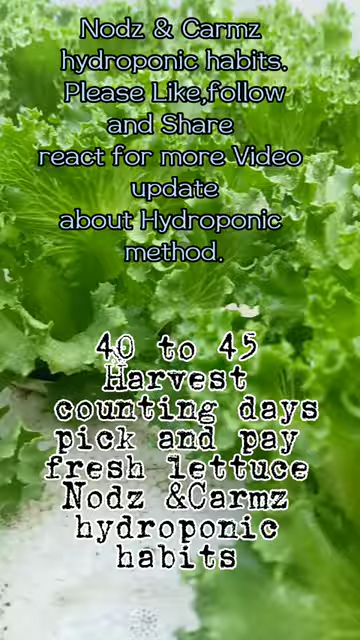 Nodz & Carmz
hydroponic habits.
Please Like,follow
and Share
react for more Video
update
about Hydroponic
method.
40 to 45
Harvest
counting days
pick and pay
fresh lettuce
Nodz &Carmz
hydroponic
habits